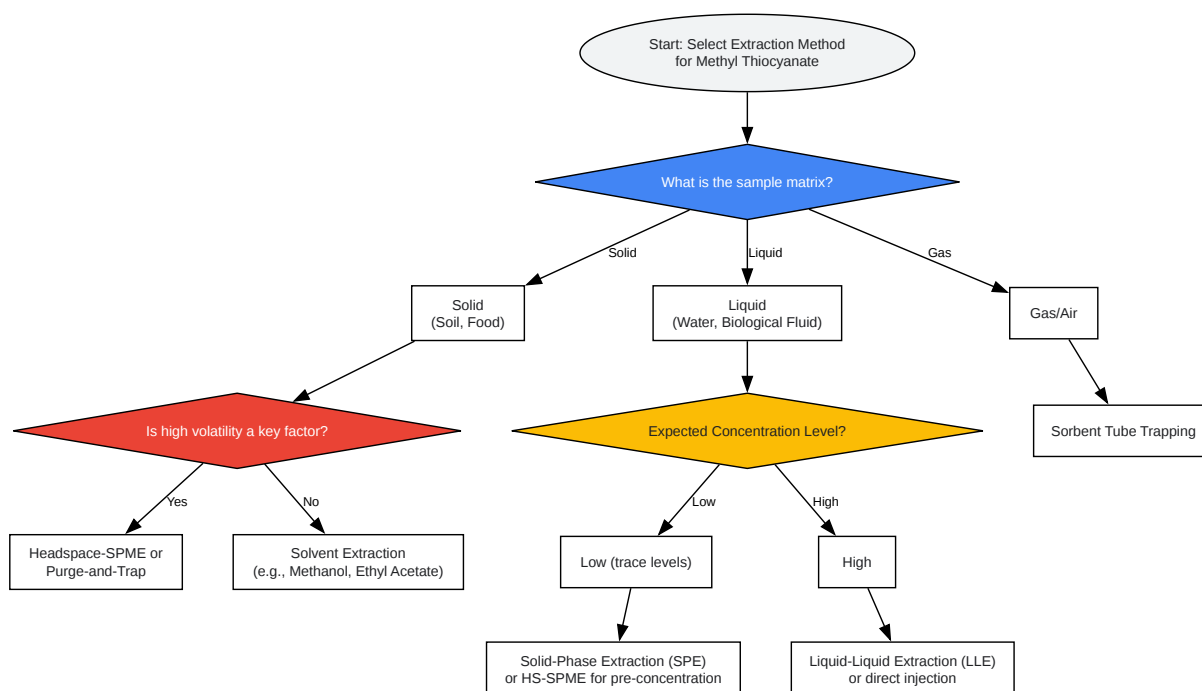 Start: Select Extraction Method
for Methyl Thiocyanate
What is the sample matrix?
Solid
Liquid
Gas
Solid
(Soil, Food)
Liquid
(Water, Biological Fluid)
Gas/Air
Is high volatility a key factor?
Expected Concentration Level?
Sorbent Tube Trapping
Yes
No
Low
High
Headspace-SPME or
Purge-and-Trap
Solvent Extraction
(e.g., Methanol, Ethyl Acetate)
Low (trace levels)
High
Solid-Phase Extraction (SPE)
or HS-SPME for pre-concentration
Liquid-Liquid Extraction (LLE)
or direct injection